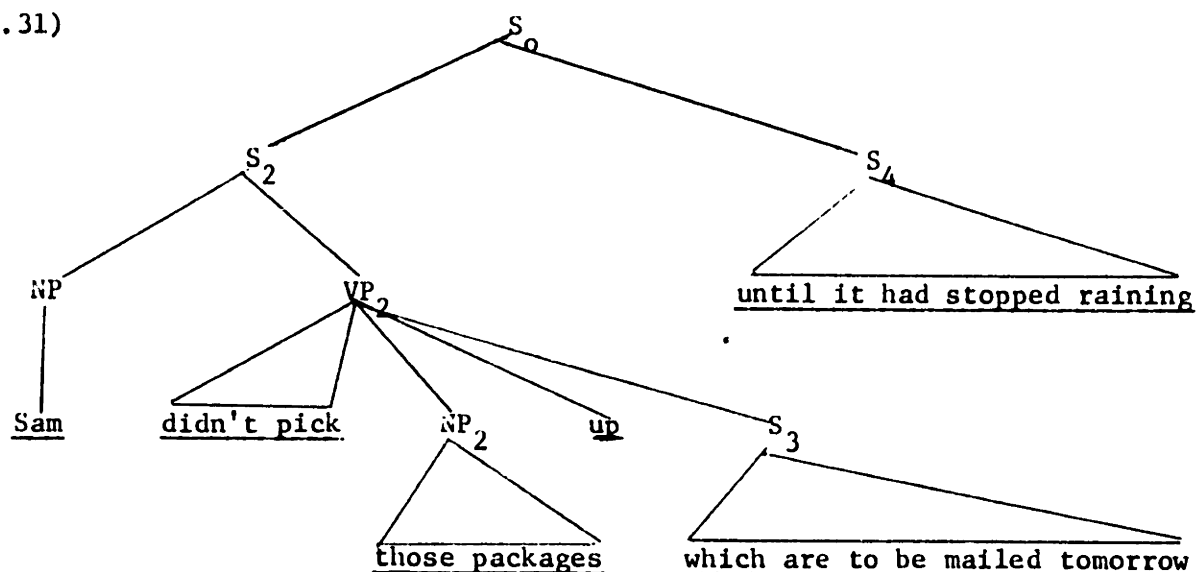 .31)
S₀
S₂ S₄
NP VP₂ until it had stopped raining
Sam didn't pick NP₂ up S₃
those packages which are to be mailed tomorrow